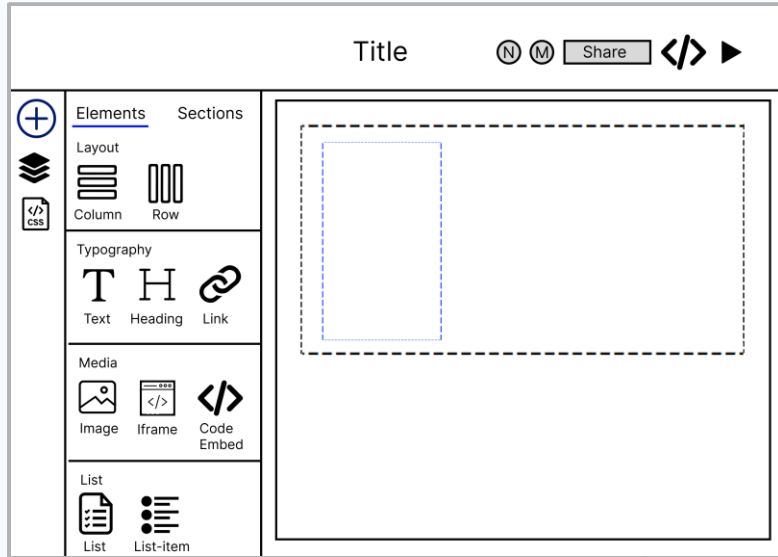 Title
N M Share </>
Elements Sections
Layout
Column Row
</>
CSS
Typography
T H
Text Heading Link
Media
</> </>
Image Iframe Code
Embed
List
List List-item